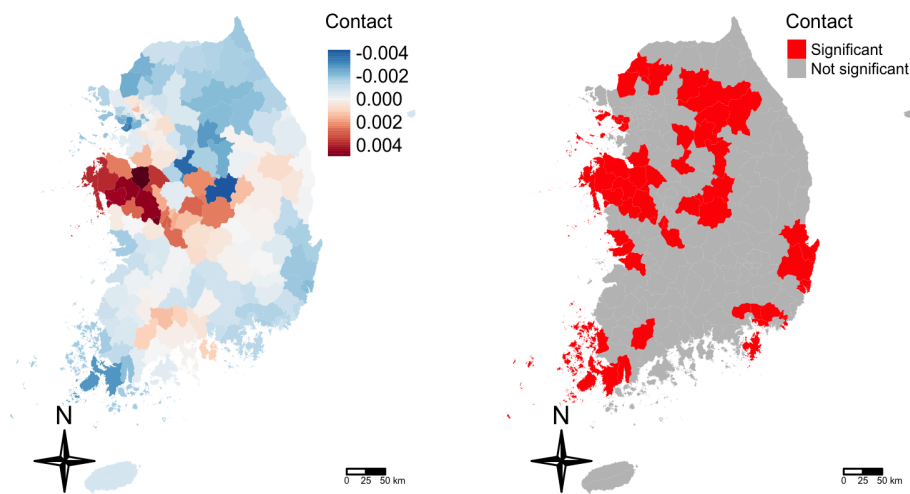 Contact
-0.004
-0.002
0.000
0.002
0.004
N
0 25 50 km
Contact
Significant
Not significant
N
0 25 50 km